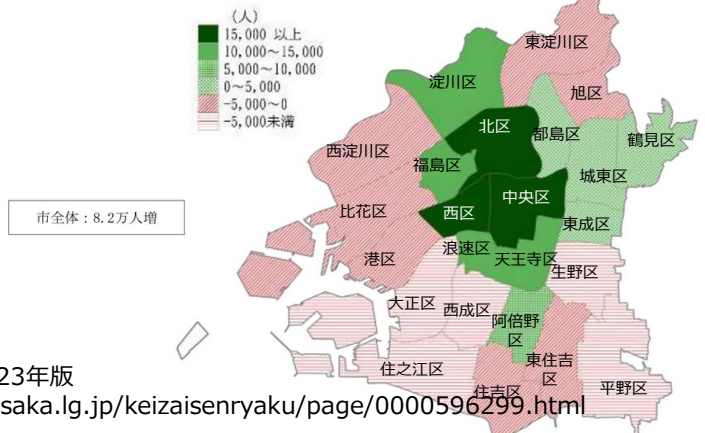 （人）
15,000 以上
10,000～15,000
5,000～10,000
0～5,000
-5,000～0
-5,000未満
市全体：8.2万人増
東淀川区
淀川区
旭区
北区
都島区
鶴見区
西淀川区
福島区
城東区
中央区
比花区
西区
東成区
浪速区
港区
天王寺区
生野区
大正区
西成区
阿倍野
区
東住吉
区
住之江区
住吉区
平野区
23年版
saka.lg.jp/keizaisenryaku/page/0000596299.html